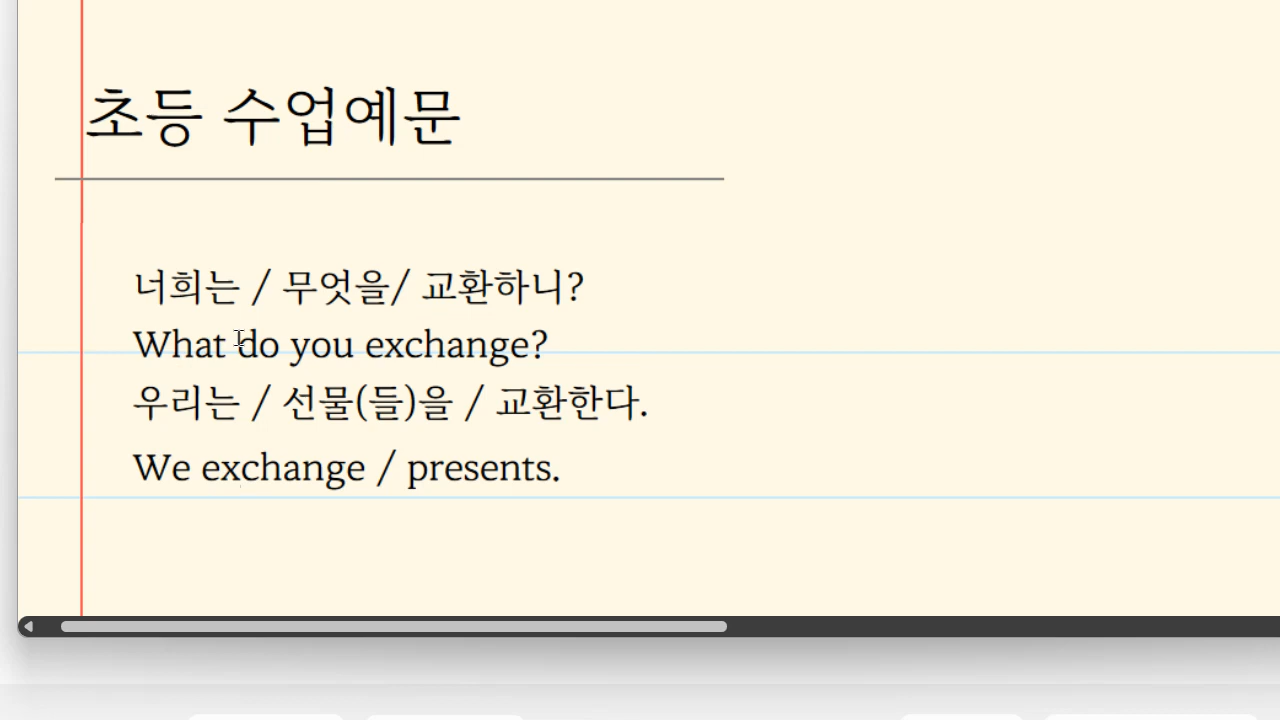 초등 수업예문
너희는 / 무엇을/ 교환하니?
What do you exchange?
우리는 / 선물(들)을 / 교환한다.
We exchange / presents.